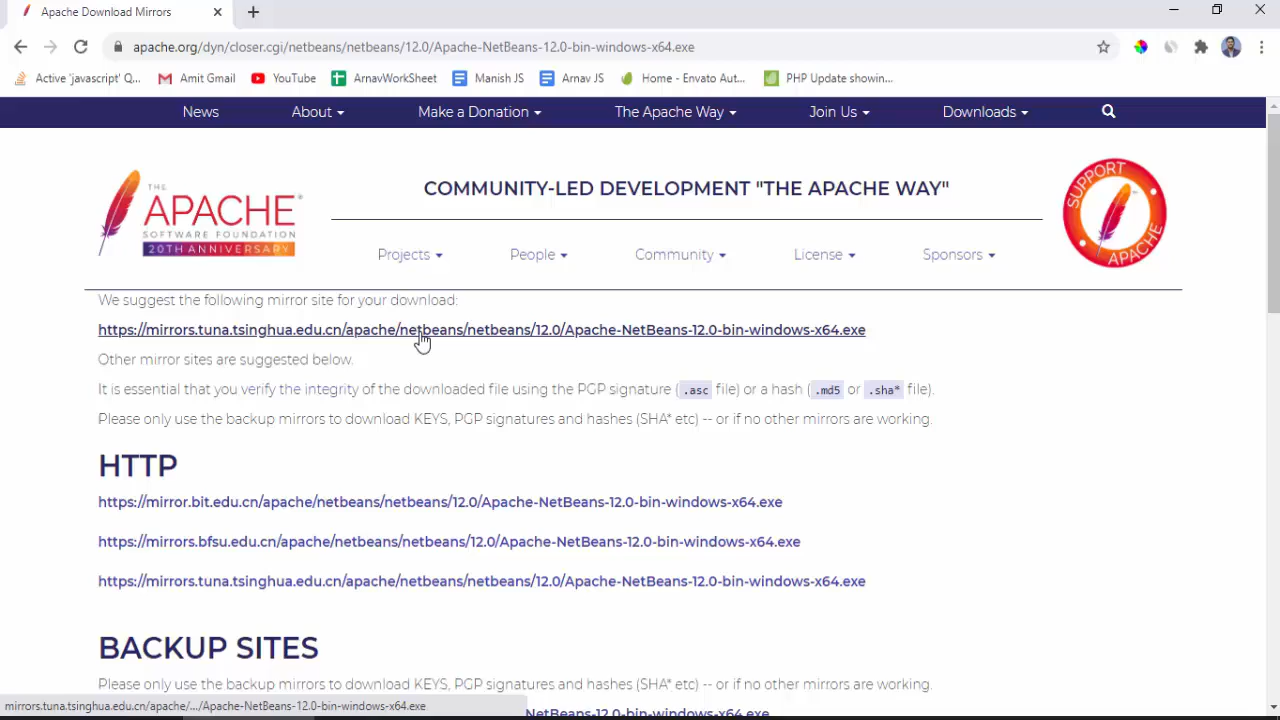 Apache Download Mirrors
apache.org/dyn/closer.cgi/netbeans/netbeans/12.0/Apache-NetBeans-12.0-bin-windows-x64.exe
Active 'javascript' Q... Amit Gmail YouTube ArnavWorkSheet Manish JS Arnav JS Home - Envato Aut... PHP Update showin...
News About Make a Donation The Apache Way Join Us Downloads
THE
APACHE®
SOFTWARE FOUNDATION
20TH ANNIVERSARY
COMMUNITY-LED DEVELOPMENT "THE APACHE WAY"
Projects People Community License Sponsors
SUPPORT
APACHE
We suggest the following mirror site for your download:
https://mirrors.tuna.tsinghua.edu.cn/apache/netbeans/netbeans/12.0/Apache-NetBeans-12.0-bin-windows-x64.exe
Other mirror sites are suggested below.
It is essential that you verify the integrity of the downloaded file using the PGP signature (.asc file) or a hash (.md5 or .sha* file).
Please only use the backup mirrors to download KEYS, PGP signatures and hashes (SHA* etc) -- or if no other mirrors are working.
HTTP
https://mirror.bit.edu.cn/apache/netbeans/netbeans/12.0/Apache-NetBeans-12.0-bin-windows-x64.exe
https://mirrors.bfsu.edu.cn/apache/netbeans/netbeans/12.0/Apache-NetBeans-12.0-bin-windows-x64.exe
https://mirrors.tuna.tsinghua.edu.cn/apache/netbeans/netbeans/12.0/Apache-NetBeans-12.0-bin-windows-x64.exe
BACKUP SITES
Please only use the backup mirrors to download KEYS, PGP signatures and hashes (SHA* etc) -- or if no other mirrors are working.
mirrors.tuna.tsinghua.edu.cn/apache/.../Apache-NetBeans-12.0-bin-windows-x64.exe
NetBeans-12.0-bin-windows-x64.exe